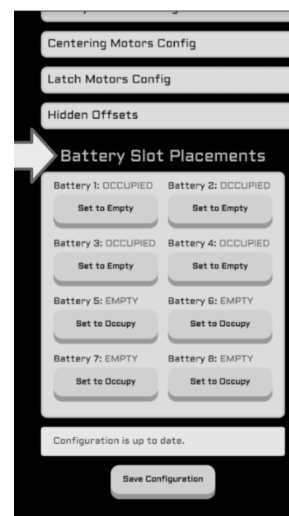 Centering Motors Config
Latch Motors Config
Hidden Offsets
Battery Slot Placements
Battery 1: OCCUPIED Battery 2: OCCUPIED
Set to Empty Set to Empty
Battery 3: OCCUPIED Battery 4: OCCUPIED
Set to Empty Set to Empty
Battery 5: EMPTY Battery 6: EMPTY
Set to Occupy Set to Occupy
Battery 7: EMPTY Battery 8: EMPTY
Set to Occupy Set to Occupy
Configuration is up to date.
Save Configuration